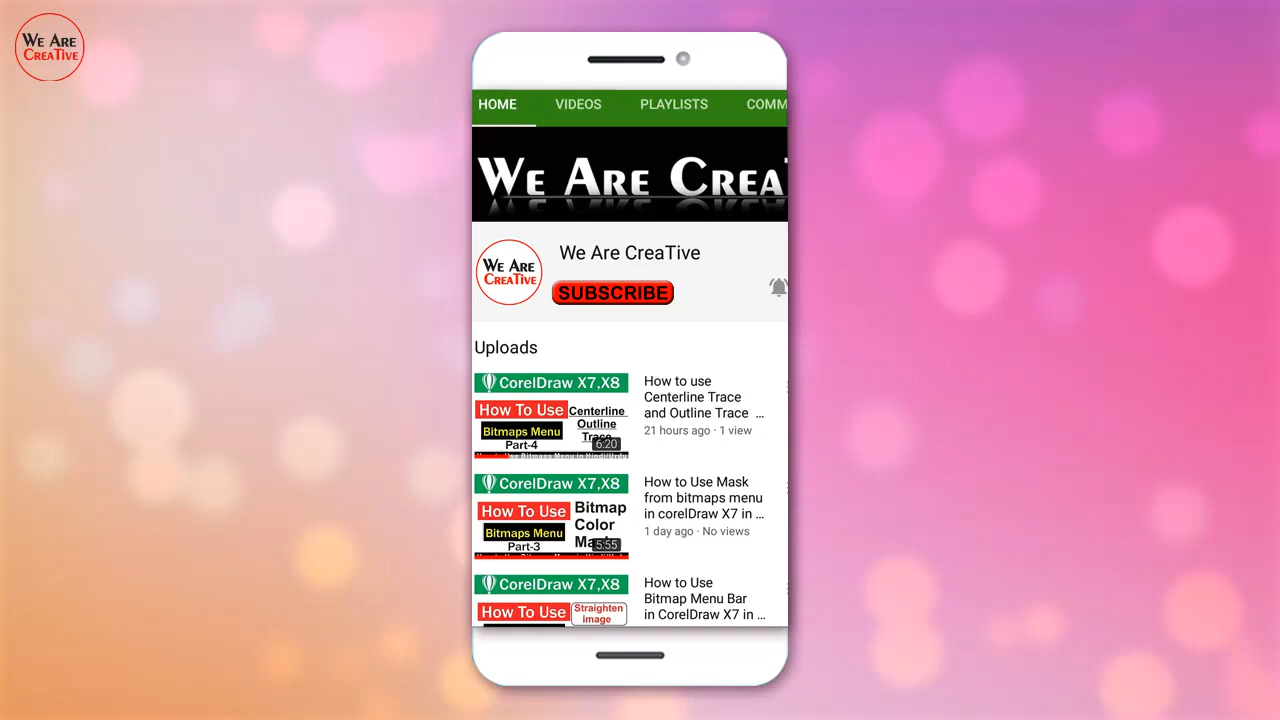 We Are
CreaTive
HOME VIDEOS PLAYLISTS COMM
We Are Crea
We Are
CreaTive
We Are CreaTive
SUBSCRIBE
Uploads
CorelDraw X7,X8
How To Use
Centerline
Outline
Trace
Bitmaps Menu
Part-4
6:20
How to use
Centerline Trace
and Outline Trace ...
21 hours ago · 1 view
CorelDraw X7,X8
How To Use
Bitmap
Color
Mask
Bitmaps Menu
Part-3
5:55
How to Use Mask
from bitmaps menu
in corelDraw X7 in ...
1 day ago · No views
CorelDraw X7,X8
How To Use
Straighten
image
How to Use
Bitmap Menu Bar
in CorelDraw X7 in ...